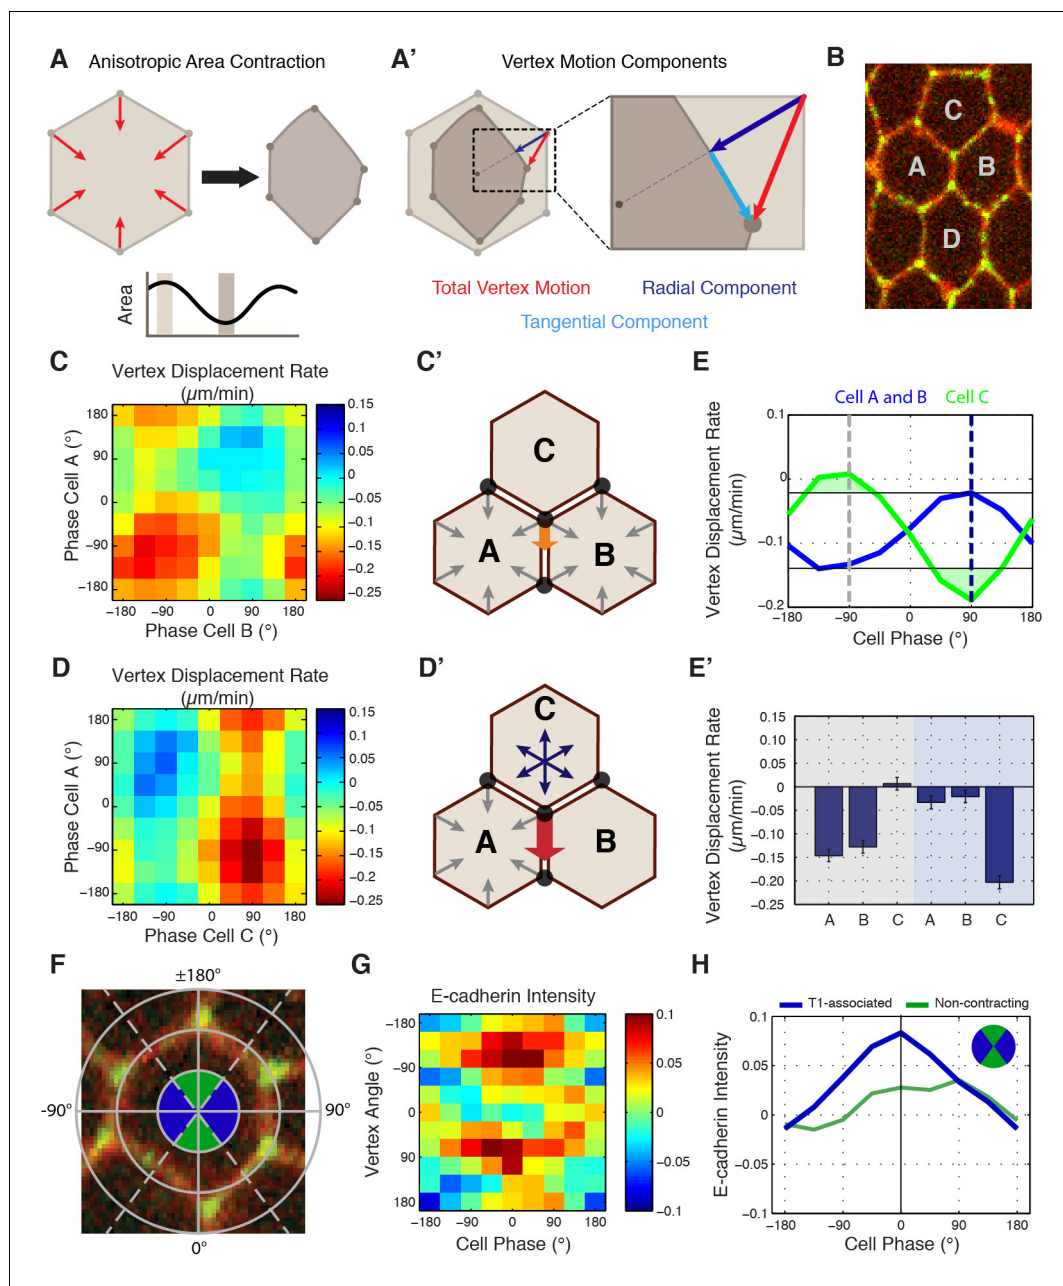 A Anisotropic Area Contraction
A' Vertex Motion Components
B
C
A B
D
Area
Total Vertex Motion Radial Component
Tangential Component
C Vertex Displacement Rate
(µm/min)
Phase Cell A (°)
180
90
0
−90
−180
−180 −90 0 90 180
Phase Cell B (°)
0.15
0.1
0.05
0
−0.05
−0.1
−0.15
−0.2
−0.25
C'
C
A B
E
Cell A and B Cell C
Vertex Displacement Rate
(µm/min)
0.1
0
−0.1
−0.2
-180 -90 0 90 180
Cell Phase (°)
D Vertex Displacement Rate
(µm/min)
Phase Cell A (°)
180
90
0
−90
−180
−180 −90 0 90 180
Phase Cell C (°)
0.15
0.1
0.05
0
−0.05
−0.1
−0.15
−0.2
−0.25
D'
C
A B
E'
Vertex Displacement Rate
(µm/min)
0.15
0.10
0.05
0
−0.05
−0.10
−0.15
−0.20
−0.25
A B C A B C
F
±180°
-90° 90°
0°
G E-cadherin Intensity
Vertex Angle (°)
−180
−90
0
90
180
−180 −90 0 90 180
Cell Phase (°)
0.1
0.05
0
−0.05
−0.1
H
T1-associated Non-contracting
E-cadherin Intensity
0.1
0.05
0
−0.05
−0.1
−180 −90 0 90 180
Cell Phase (°)